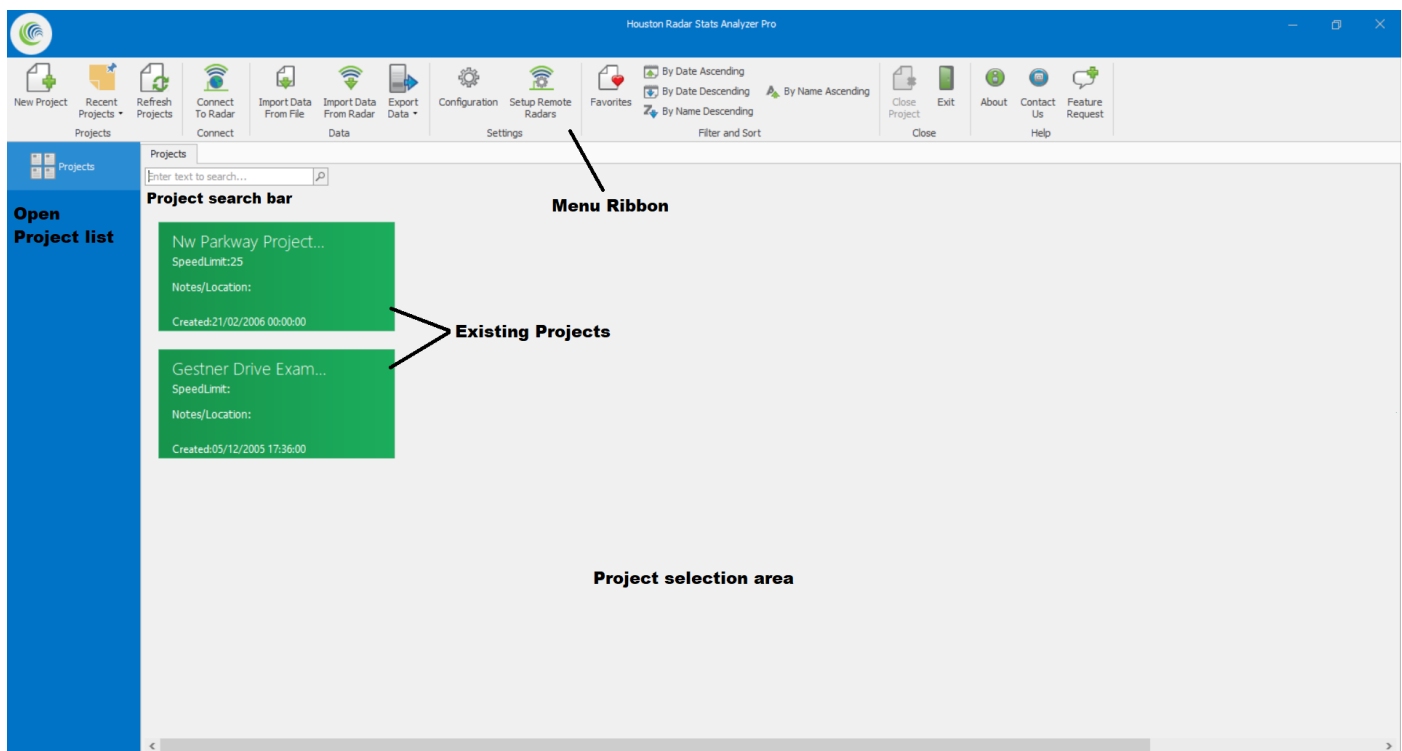 Houston Radar Stats Analyzer Pro
New Project
Recent Projects
Refresh Projects
Connect To Radar
Import Data From File
Import Data From Radar
Export Data
Configuration
Setup Remote Radars
Favorites
By Date Ascending
By Date Descending
By Name Descending
By Name Ascending
Close Project
Exit
About
Contact Us
Feature Request
Projects
Connect
Data
Settings
Filter and Sort
Close
Help
Projects
Projects
Enter text to search...
Project search bar
Menu Ribbon
Open
Project list
Nw Parkway Project...
SpeedLimit:25
Notes/Location:
Created:21/02/2006 00:00:00
Existing Projects
Gestner Drive Exam...
SpeedLimit:
Notes/Location:
Created:05/12/2005 17:36:00
Project selection area